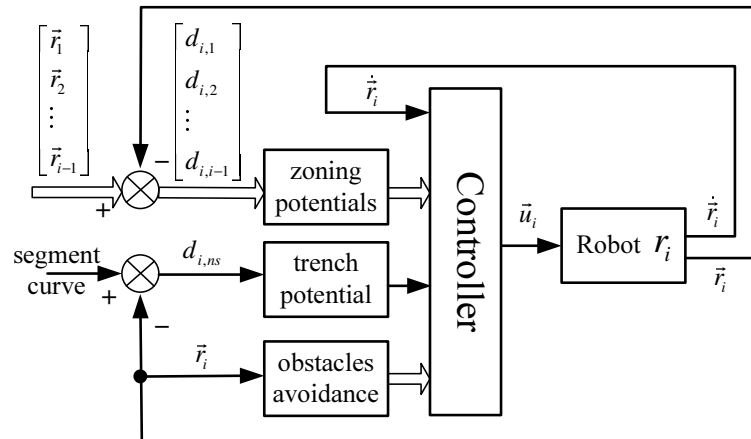 [r⃗₁ r⃗₂ ⋮ r⃗ᵢ₋₁]
[dᵢ,₁ dᵢ,₂ ⋮ dᵢ,ᵢ₋₁]
r⃗̇ᵢ
−
+
zoning
potentials
Controller
u⃗ᵢ
Robot rᵢ
r⃗̇ᵢ
r⃗ᵢ
segment
curve
+
−
dᵢ,ₙₛ
trench
potential
r⃗ᵢ
obstacles
avoidance